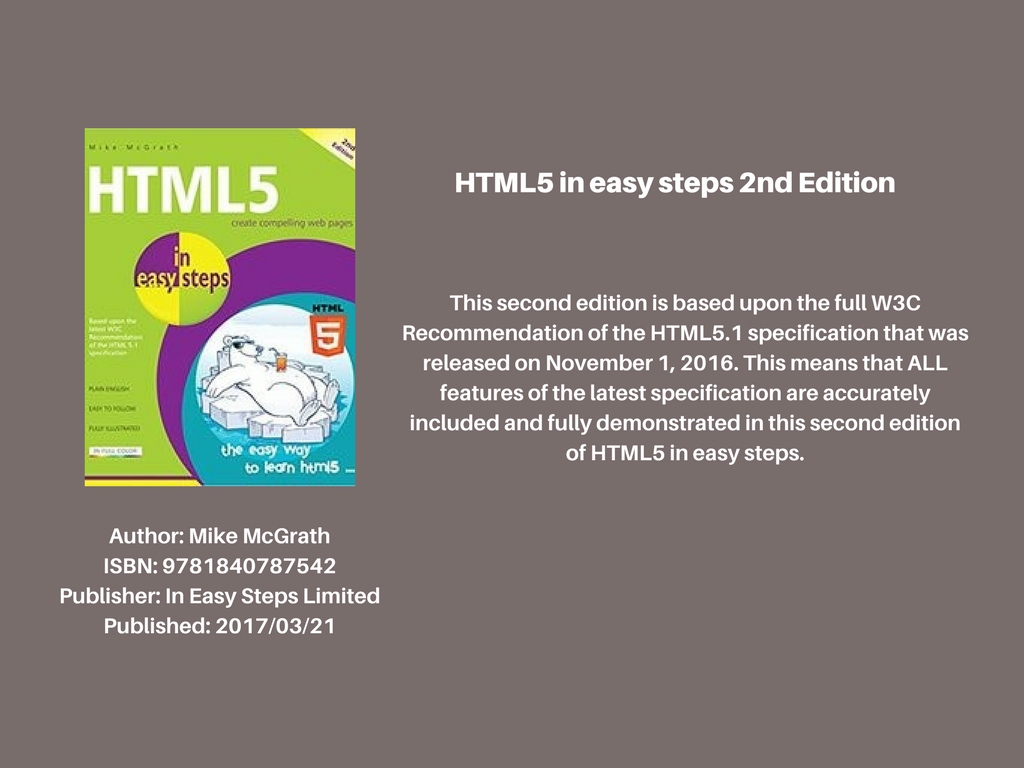 Mike McGrath
2nd
Edition
HTML5
create compelling web pages
in
easy steps
Based upon the
latest W3C
Recommendation
of the HTML 5.1
specification
PLAIN ENGLISH
EASY TO FOLLOW
FULLY ILLUSTRATED
IN FULL COLOR
HTML
5
the easy way
to learn html5 ...
HTML5 in easy steps 2nd Edition
This second edition is based upon the full W3C
Recommendation of the HTML5.1 specification that was
released on November 1, 2016. This means that ALL
features of the latest specification are accurately
included and fully demonstrated in this second edition
of HTML5 in easy steps.
Author: Mike McGrath
ISBN: 9781840787542
Publisher: In Easy Steps Limited
Published: 2017/03/21